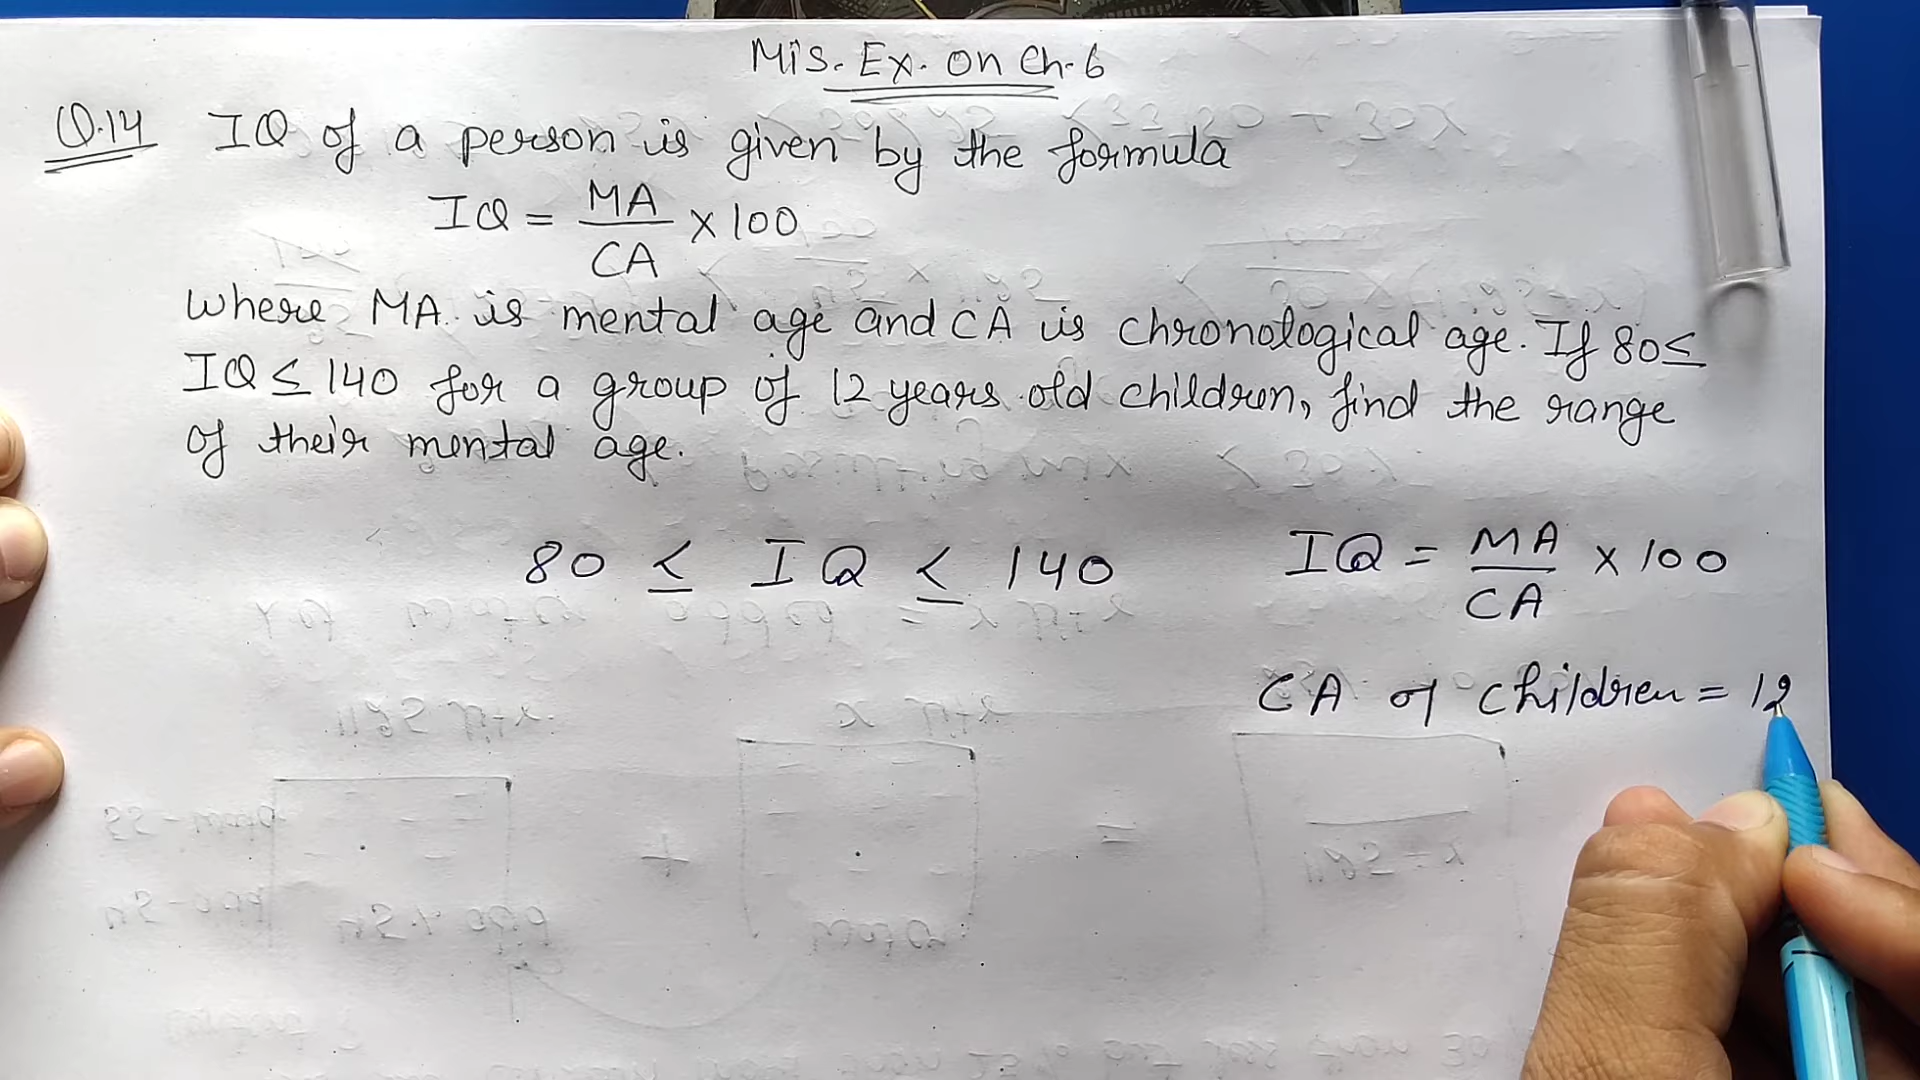 Mis. Ex. on Ch-6
Q.14 IQ of a person is given by the formula
IQ = MA/CA × 100
where MA is mental age and CA is chronological age. If 80≤
IQ ≤ 140 for a group of 12 years old children, find the range
of their mental age.
80 ≤ IQ ≤ 140
IQ = MA/CA × 100
CA of children = 12